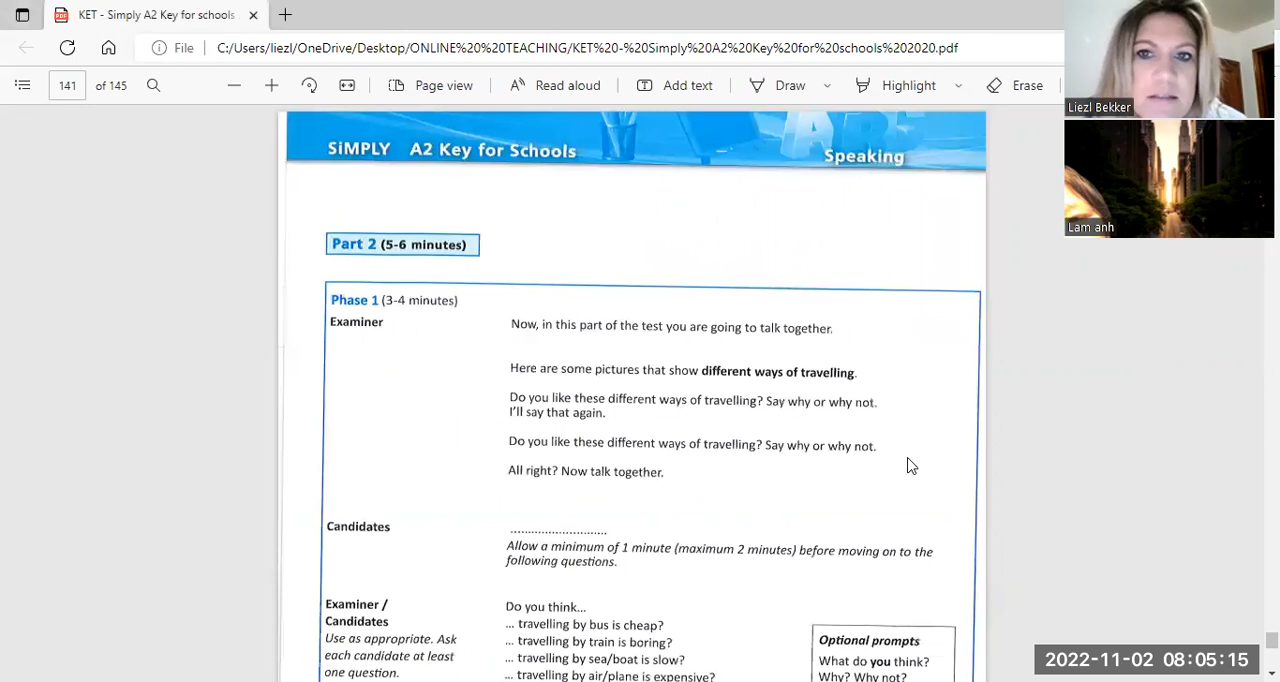 KET - Simply A2 Key for schools
File
C:/Users/liezl/OneDrive/Desktop/ONLINE%20%20TEACHING/KET%20-%20Simply%20A2%20Key%20for%20schools%202020.pdf
141 of 145
Page view
Read aloud
Add text
Draw
Highlight
Erase
Liezl Bekker
Lam anh
SiMPLY A2 Key for Schools
Speaking
Part 2 (5-6 minutes)
Phase 1 (3-4 minutes)
Examiner
Now, in this part of the test you are going to talk together.
Here are some pictures that show different ways of travelling.
Do you like these different ways of travelling? Say why or why not.
I'll say that again.
Do you like these different ways of travelling? Say why or why not.
All right? Now talk together.
Candidates
..........................
Allow a minimum of 1 minute (maximum 2 minutes) before moving on to the
following questions.
Examiner /
Candidates
Use as appropriate. Ask
each candidate at least
one question.
Do you think...
... travelling by bus is cheap?
... travelling by train is boring?
... travelling by sea/boat is slow?
... travelling by air/plane is expensive?
Optional prompts
What do you think?
Why? Why not?
2022-11-02 08:05:15